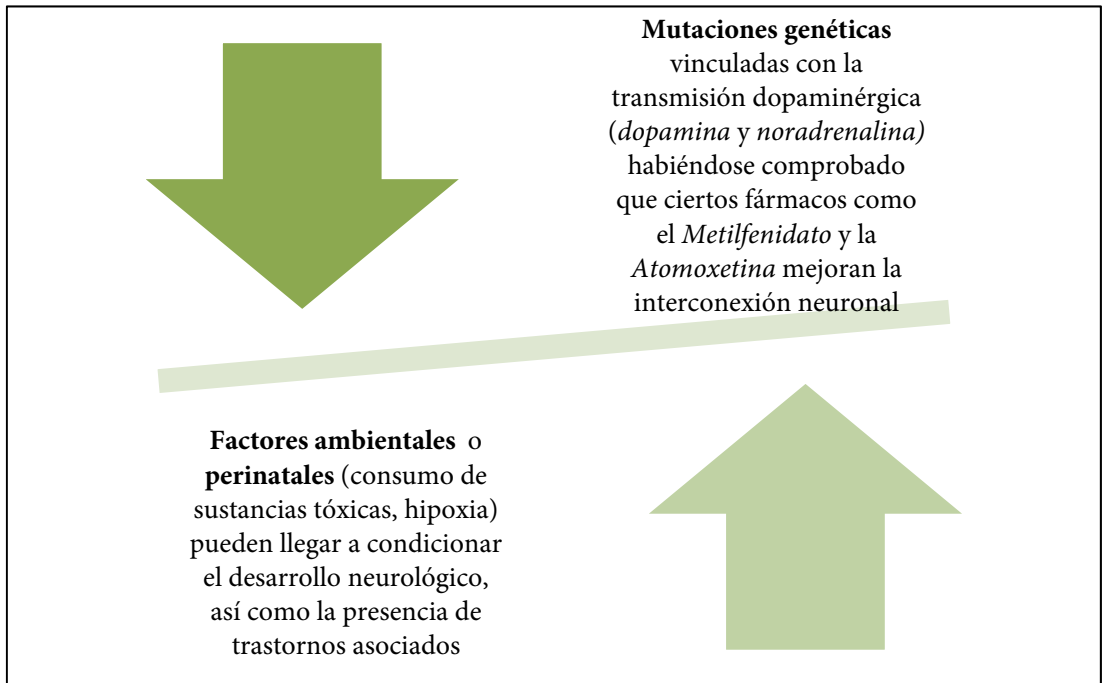 Mutaciones genéticas
vinculadas con la
transmisión dopaminérgica
(dopamina y noradrenalina)
habiéndose comprobado
que ciertos fármacos como
el Metilfenidato y la
Atomoxetina mejoran la
interconexión neuronal
Factores ambientales o
perinatales (consumo de
sustancias tóxicas, hipoxia)
pueden llegar a condicionar
el desarrollo neurológico,
así como la presencia de
trastornos asociados